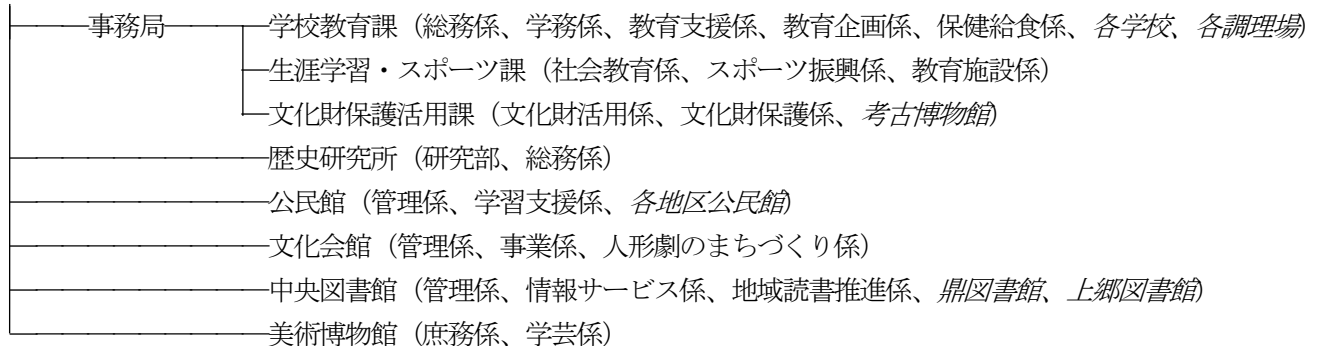 事務局 学校教育課（総務係、学務係、教育支援係、教育企画係、保健給食係、各学校、各調理場）
生涯学習・スポーツ課（社会教育係、スポーツ振興係、教育施設係）
文化財保護活用課（文化財活用係、文化財保護係、考古博物館）
歴史研究所（研究部、総務係）
公民館（管理係、学習支援係、各地区公民館）
文化会館（管理係、事業係、人形劇のまちづくり係）
中央図書館（管理係、情報サービス係、地域読書推進係、鼎図書館、上郷図書館）
美術博物館（庶務係、学芸係）